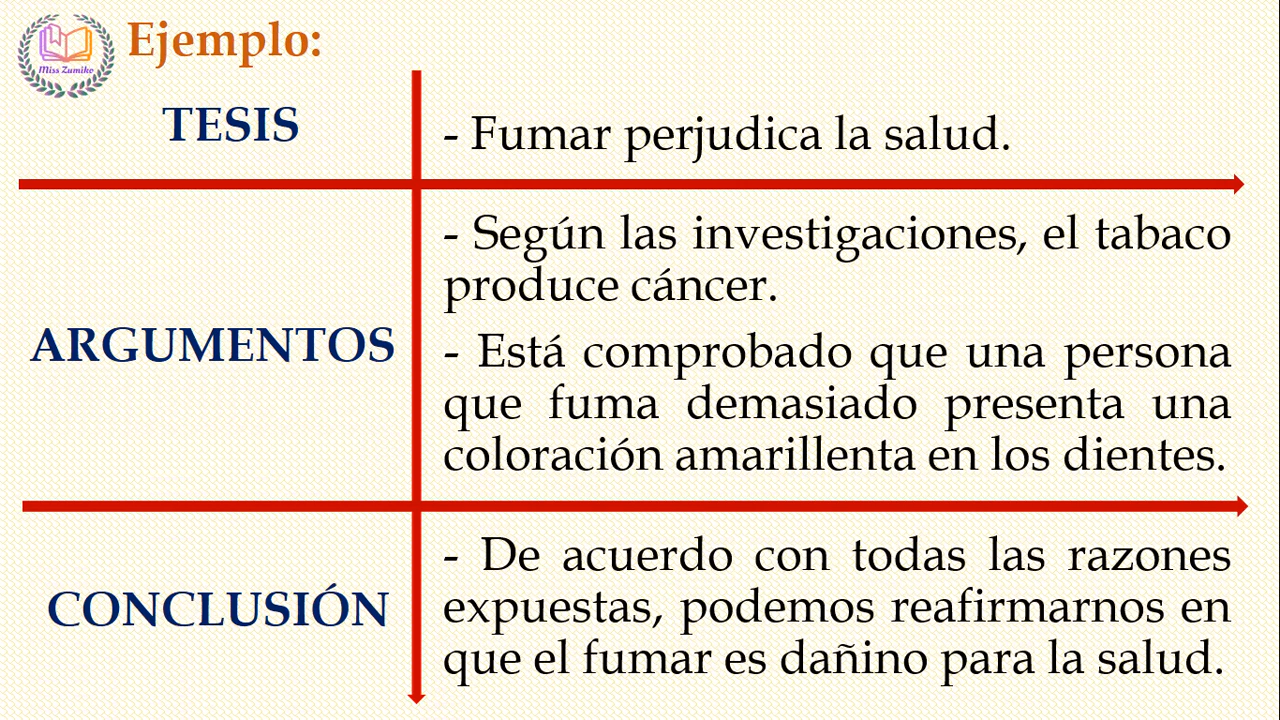 Ejemplo:
Miss Zumiko
TESIS
- Fumar perjudica la salud.
ARGUMENTOS
- Según las investigaciones, el tabaco
produce cáncer.
- Está comprobado que una persona
que fuma demasiado presenta una
coloración amarillenta en los dientes.
CONCLUSIÓN
- De acuerdo con todas las razones
expuestas, podemos reafirmarnos en
que el fumar es dañino para la salud.